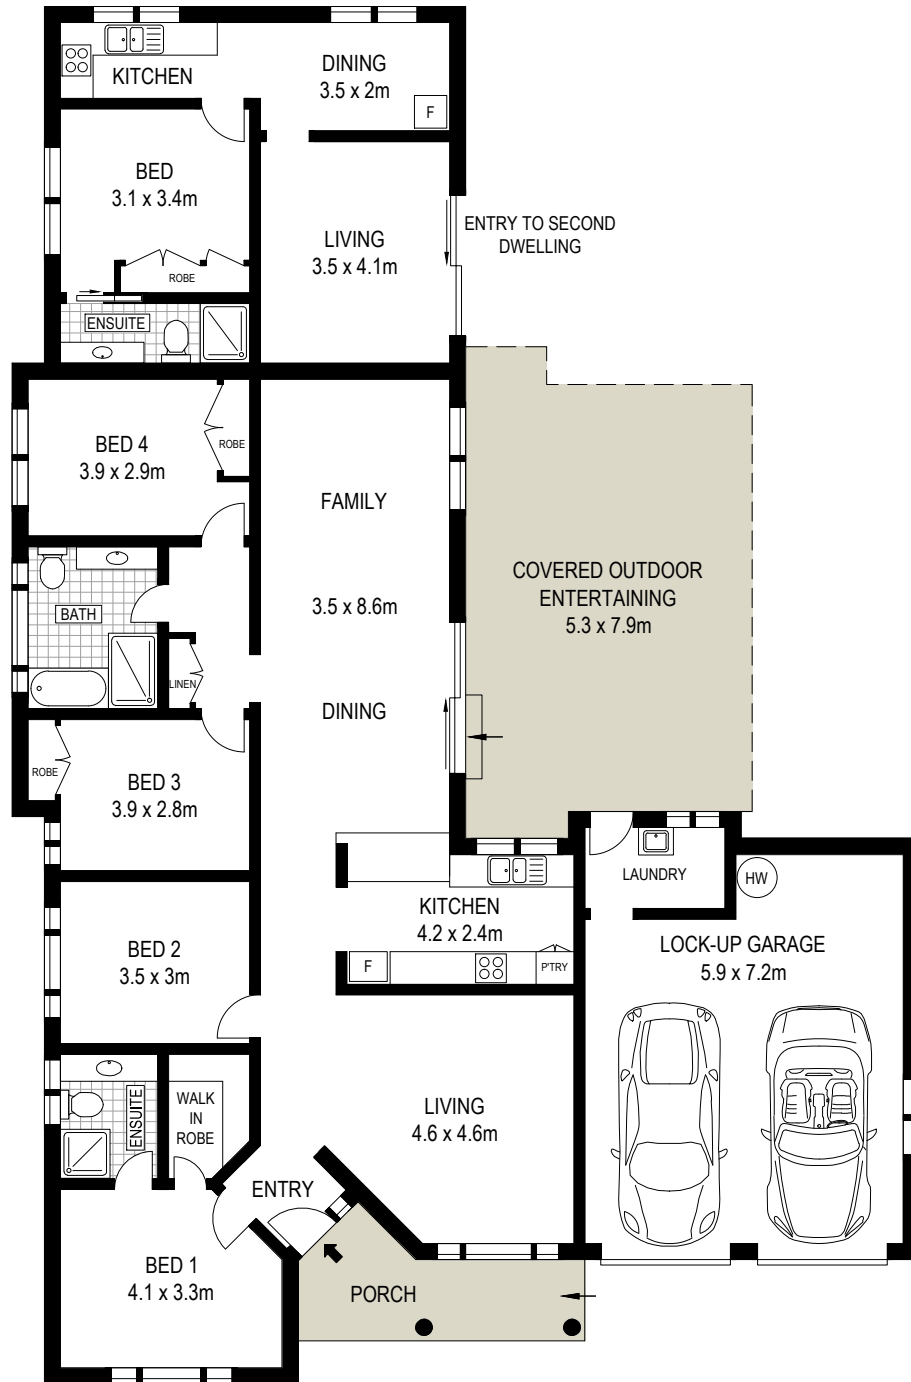 KITCHEN
DINING
3.5 x 2m
F
BED
3.1 x 3.4m
ROBE
LIVING
3.5 x 4.1m
ENTRY TO SECOND
DWELLING
ENSUITE
BED 4
3.9 x 2.9m
ROBE
FAMILY
3.5 x 8.6m
DINING
COVERED OUTDOOR
ENTERTAINING
5.3 x 7.9m
BATH
LINEN
ROBE
BED 3
3.9 x 2.8m
KITCHEN
4.2 x 2.4m
F
P'TRY
LAUNDRY
HW
LOCK-UP GARAGE
5.9 x 7.2m
BED 2
3.5 x 3m
ENSUITE
WALK
IN
ROBE
LIVING
4.6 x 4.6m
ENTRY
BED 1
4.1 x 3.3m
PORCH